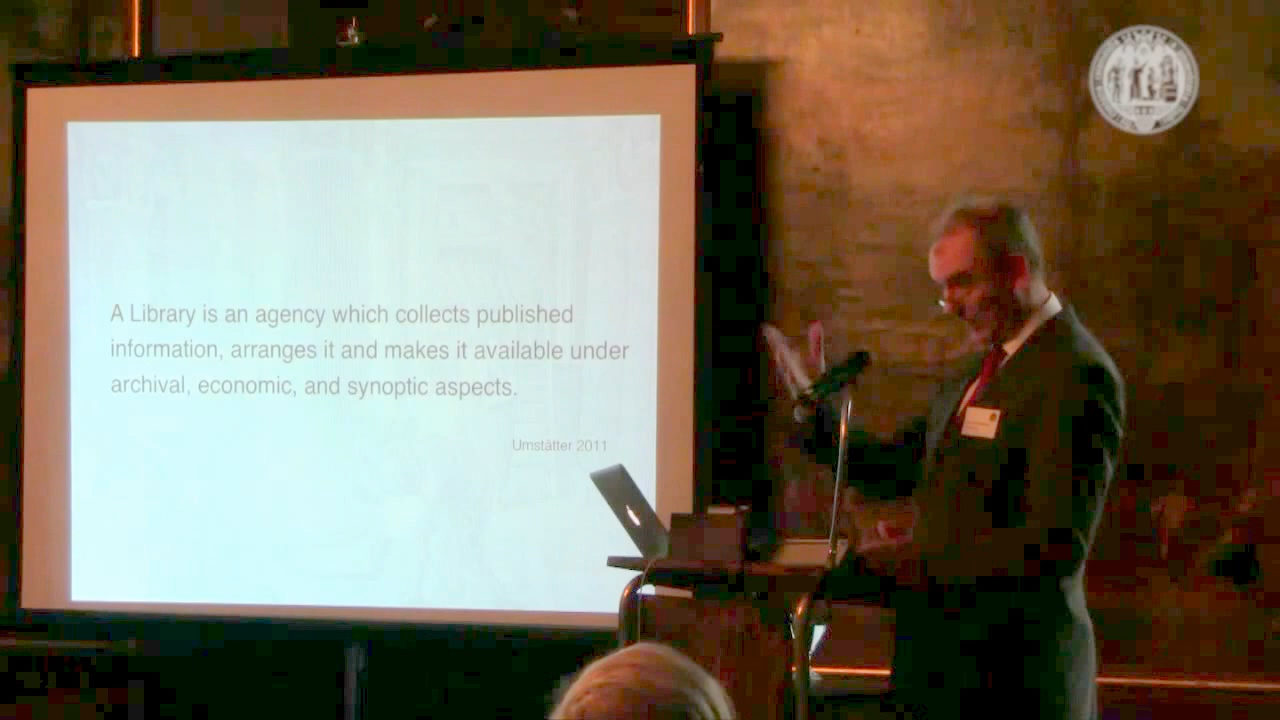 A Library is an agency which collects published
information, arranges it and makes it available under
archival, economic, and synoptic aspects.
Umstätter 2011